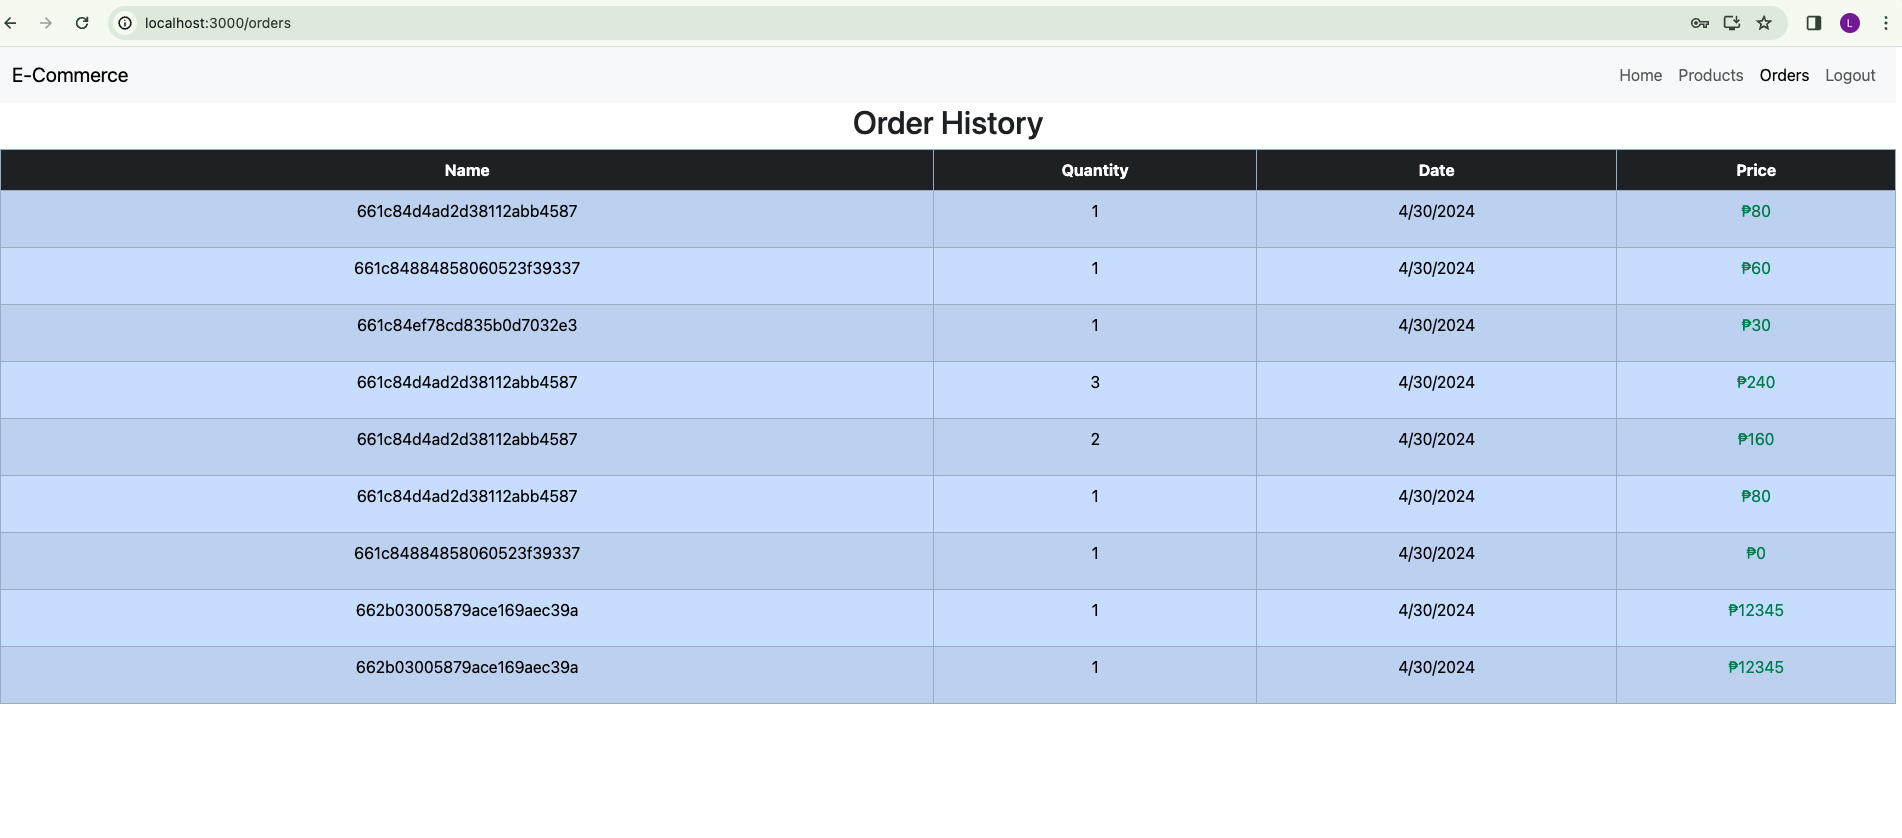 localhost:3000/orders
L
E-Commerce Home Products Orders Logout
Order History
Name Quantity Date Price
661c84d4ad2d38112abb4587 1 4/30/2024 ₱80
661c84884858060523f39337 1 4/30/2024 ₱60
661c84ef78cd835b0d7032e3 1 4/30/2024 ₱30
661c84d4ad2d38112abb4587 3 4/30/2024 ₱240
661c84d4ad2d38112abb4587 2 4/30/2024 ₱160
661c84d4ad2d38112abb4587 1 4/30/2024 ₱80
661c84884858060523f39337 1 4/30/2024 ₱0
662b03005879ace169aec39a 1 4/30/2024 ₱12345
662b03005879ace169aec39a 1 4/30/2024 ₱12345